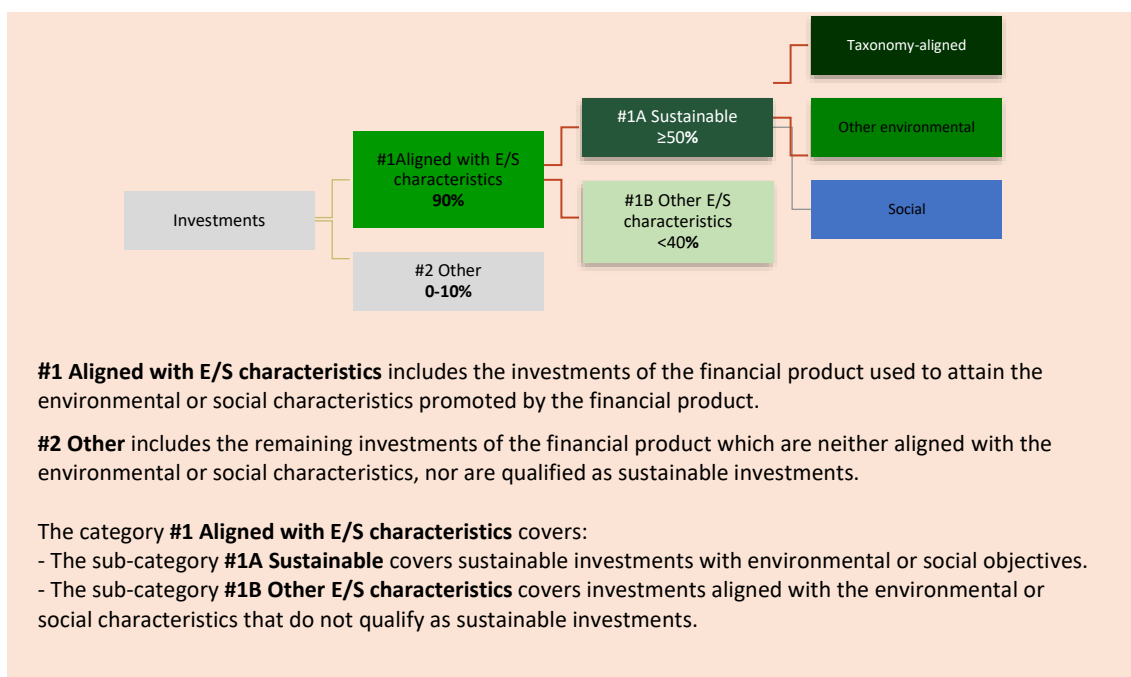 Taxonomy-aligned
#1A Sustainable
≥50%
Other environmental
#1Aligned with E/S
characteristics
90%
Investments
#1B Other E/S
characteristics
<40%
Social
#2 Other
0-10%
#1 Aligned with E/S characteristics includes the investments of the financial product used to attain the
environmental or social characteristics promoted by the financial product.
#2 Other includes the remaining investments of the financial product which are neither aligned with the
environmental or social characteristics, nor are qualified as sustainable investments.
The category #1 Aligned with E/S characteristics covers:
- The sub-category #1A Sustainable covers sustainable investments with environmental or social objectives.
- The sub-category #1B Other E/S characteristics covers investments aligned with the environmental or
social characteristics that do not qualify as sustainable investments.